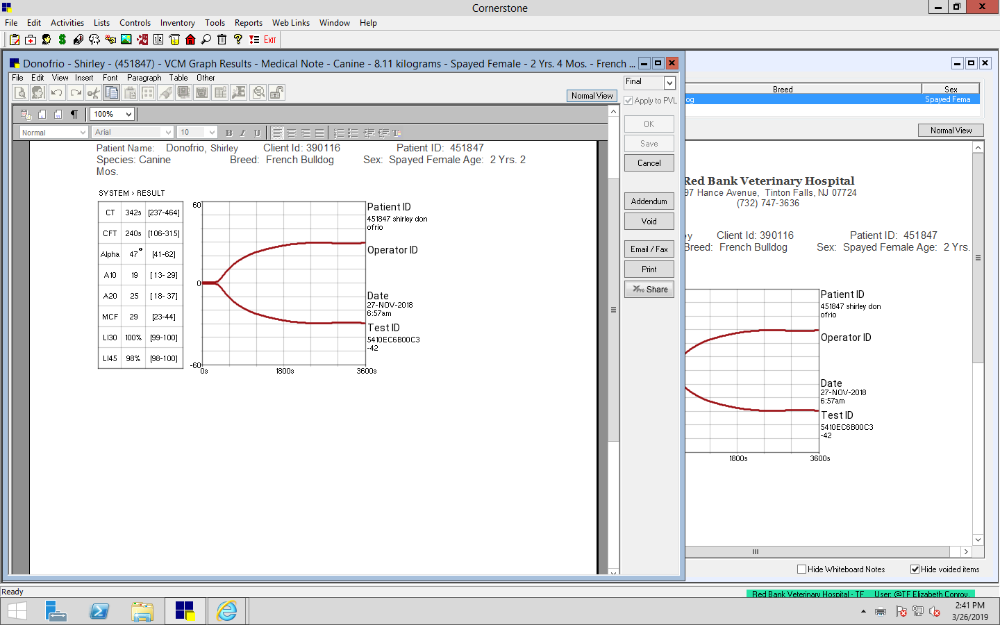 Cornerstone
File Edit Activities Lists Controls Inventory Tools Reports Web Links Window Help
EXIT
Donofrio - Shirley - (451847) - VCM Graph Results - Medical Note - Canine - 8.11 kilograms - Spayed Female - 2 Yrs. 4 Mos. - French ...
File Edit View Insert Font Paragraph Table Other
Normal View
Final
Apply to PVL
100%
Normal Arial 10 B I U
OK
Save
Cancel
Addendum
Void
Email / Fax
Print
Share
Patient Name: Donofrio, Shirley Client Id: 390116 Patient ID: 451847
Species: Canine Breed: French Bulldog Sex: Spayed Female Age: 2 Yrs. 2
Mos.
SYSTEM > RESULT
CT 342s [237-464]
CFT 240s [106-315]
Alpha 47° [41-62]
A10 19 [ 13- 29]
A20 25 [ 18- 37]
MCF 29 [23-44]
LI30 100% [99-100]
LI45 98% [98-100]
60
0
-60
0s 1800s 3600s
Patient ID
451847 shirley don
ofrio
Operator ID
Date
27-NOV-2018
6:57am
Test ID
5410EC6B00C3
-42
Breed Sex
og Spayed Fema
Normal View
Red Bank Veterinary Hospital
97 Hance Avenue, Tinton Falls, NJ 07724
(732) 747-3636
ey Client Id: 390116 Patient ID: 451847
Breed: French Bulldog Sex: Spayed Female Age: 2 Yrs.
Patient ID
451847 shirley don
ofrio
Operator ID
Date
27-NOV-2018
6:57am
Test ID
5410EC6B00C3
-42
1800s 3600s
Hide Whiteboard Notes Hide voided items
Ready
Red Bank Veterinary Hospital - TF User: @TF Elizabeth Conroy,
2:41 PM
3/26/2019